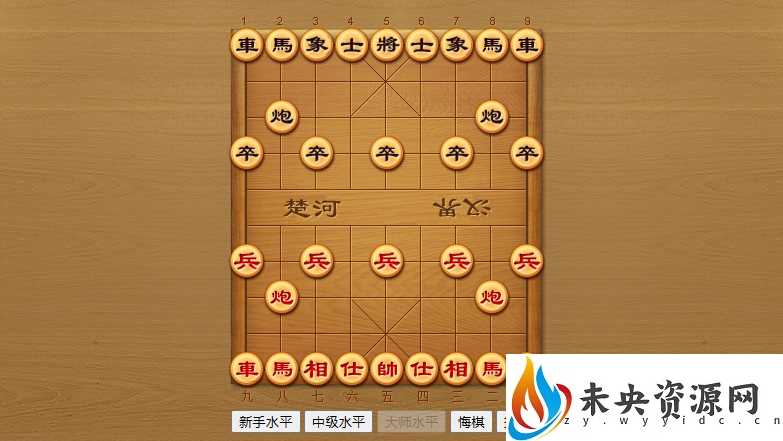 1 2 3 4 5 6 7 8 9
車 馬 象 士 將 士 象 馬 車
炮 炮
卒 卒 卒 卒 卒
楚河 漢界
兵 兵 兵 兵 兵
炮 炮
車 馬 相 仕 帥 仕 相 馬
九 八 七 六 五 四 三 二
新手水平 中级水平 大师水平 悔棋
未央资源网
zy.wyyidc.cn